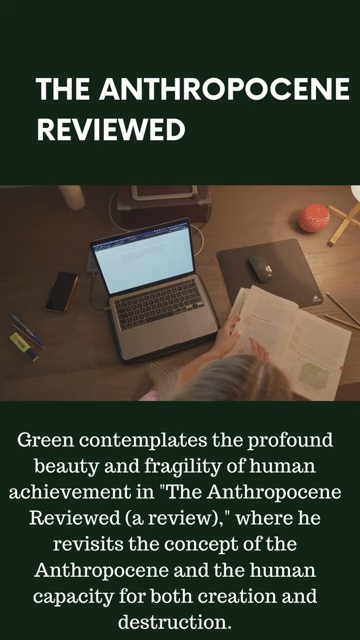 THE ANTHROPOCENE
REVIEWED
Green contemplates the profound
beauty and fragility of human
achievement in "The Anthropocene
Reviewed (a review)," where he
revisits the concept of the
Anthropocene and the human
capacity for both creation and
destruction.